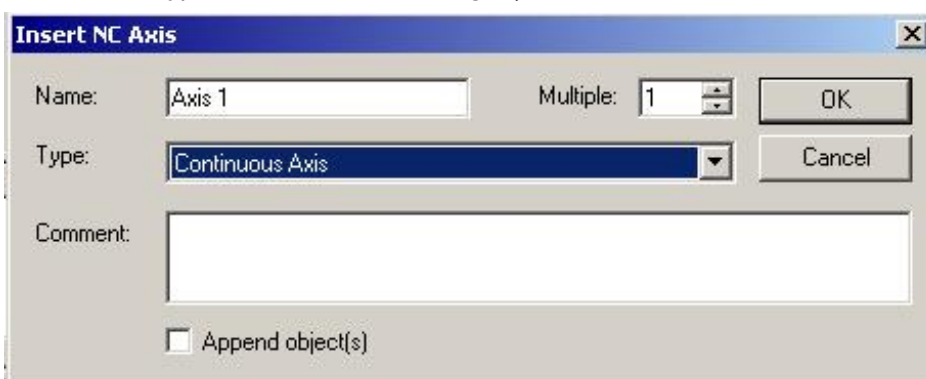 Insert NC Axis
Name: Axis 1 Multiple: 1 OK
Type: Continuous Axis Cancel
Comment:
Append object(s)